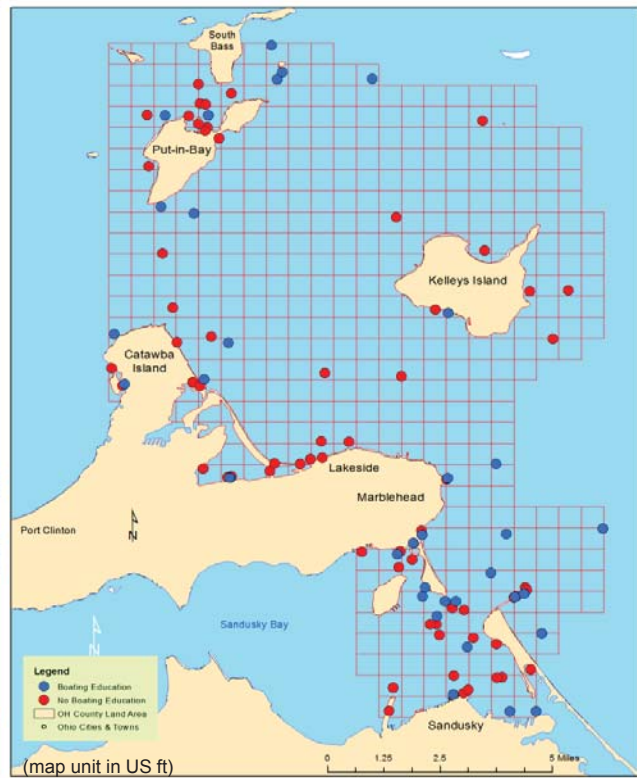 South
Bass
Put-in-Bay
Kelleys Island
Catawba
Island
Lakeside
Marblehead
Port Clinton
N
Sandusky Bay
Legend
Boating Education
No Boating Education
OH County Land Area
Ohio Cities & Towns
Sandusky
(map unit in US ft)
0 1.25 2.5 5 Miles